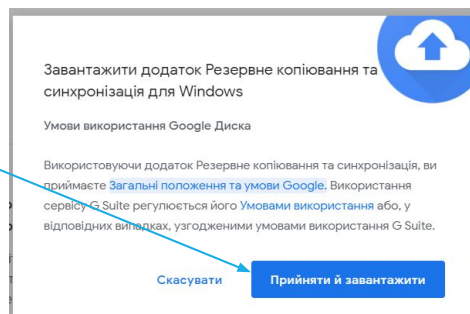 Завантажити додаток Резервне копіювання та
синхронізація для Windows
Умови використання Google Диска
Використовуючи додаток Резервне копіювання та синхронізація, ви
приймаєте Загальні положення та умови Google. Використання
сервісу G Suite регулюється його Умовами використання або, у
відповідних випадках, узгодженими умовами використання G Suite.
Скасувати Прийняти й завантажити